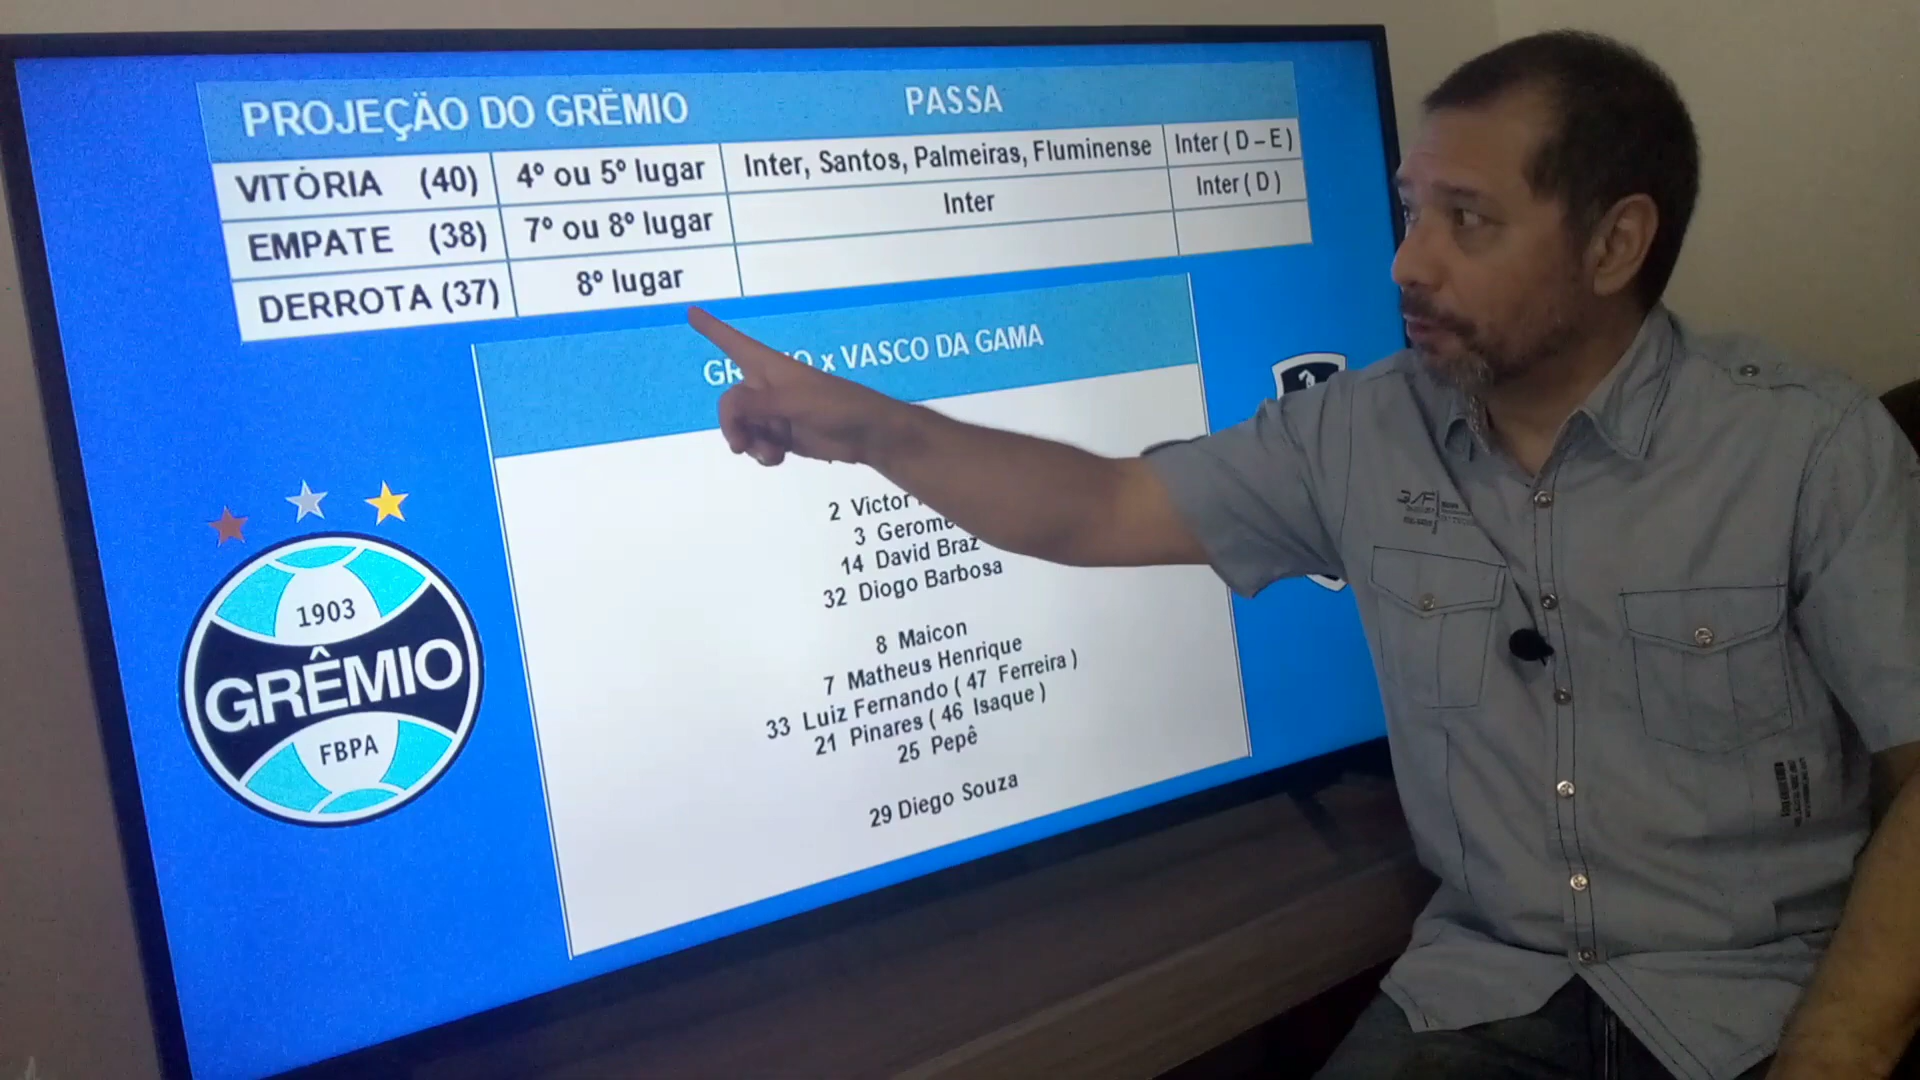 PROJEÇÃO DO GRÊMIO PASSA
VITÓRIA (40) 4º ou 5º lugar Inter, Santos, Palmeiras, Fluminense Inter ( D – E )
EMPATE (38) 7º ou 8º lugar Inter Inter ( D )
DERROTA (37) 8º lugar
x VASCO DA GAMA
2 Victor
3
14 David Braz
32 Diogo Barbosa
8 Maicon
7 Matheus Henrique
33 Luiz Fernando ( 47 Ferreira )
21 Pinares ( 46 Isaque )
25 Pepê
29 Diego Souza
1903
GRÊMIO
FBPA